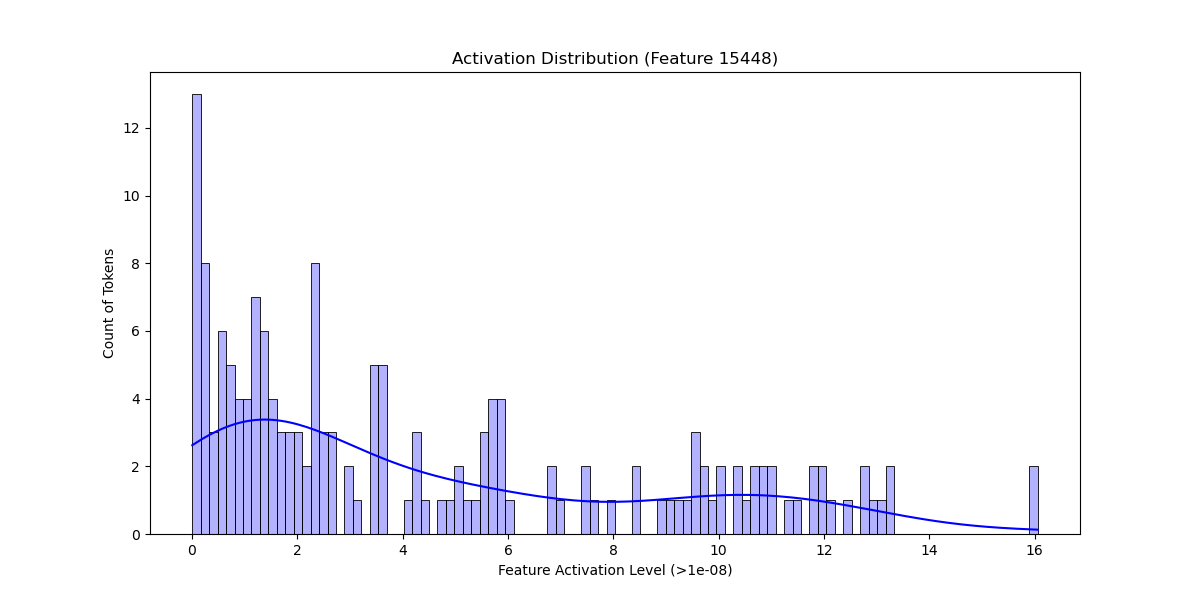 Activation Distribution (Feature 15448)
Count of Tokens
12
10
8
6
4
2
0
0 2 4 6 8 10 12 14 16
Feature Activation Level (>1e-08)